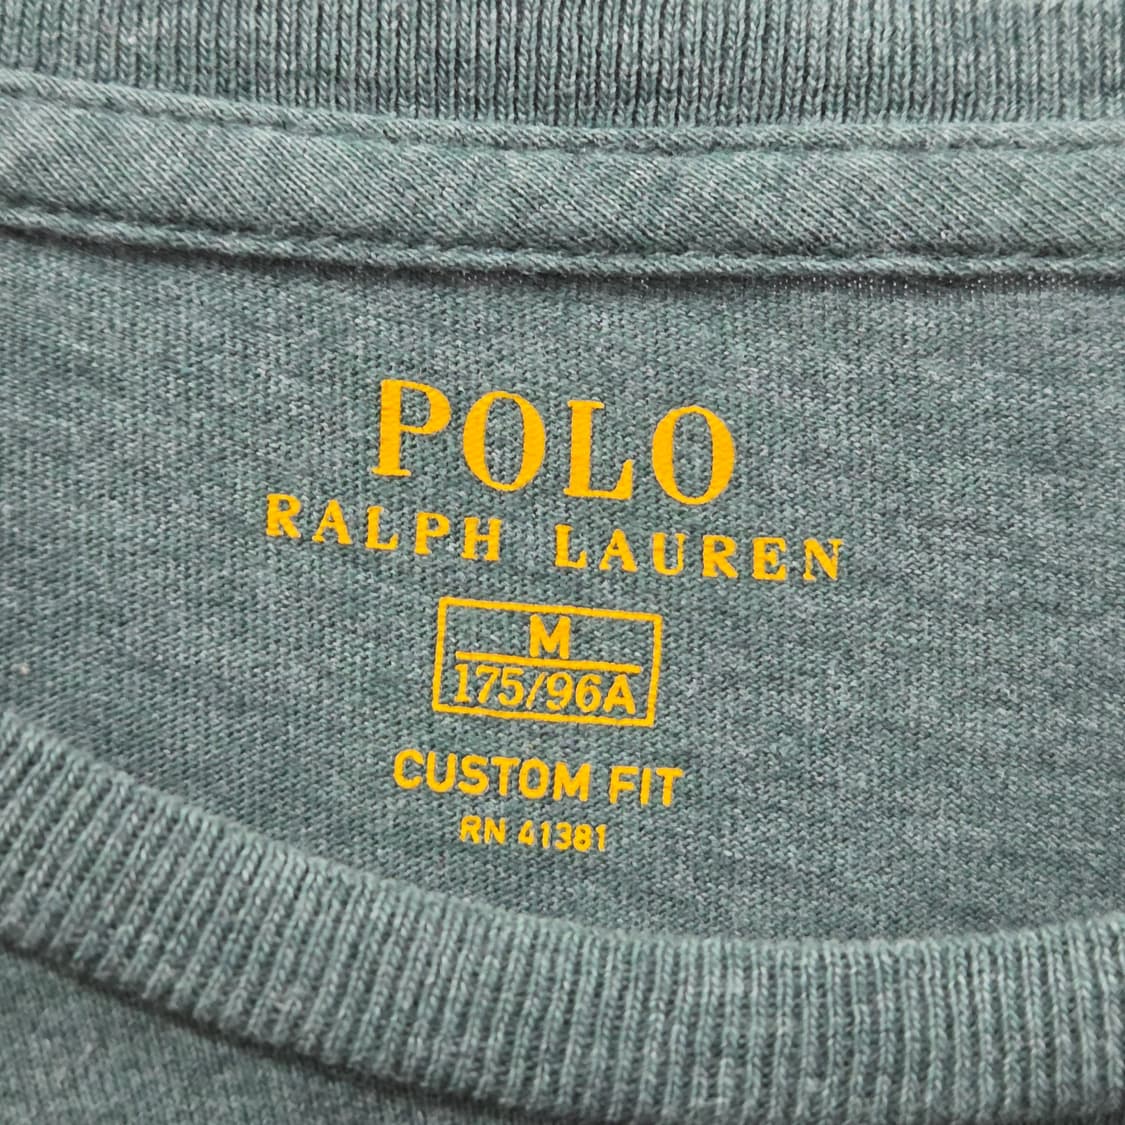 POLO
RALPH LAUREN
M
175/96A
CUSTOM FIT
RN 41381